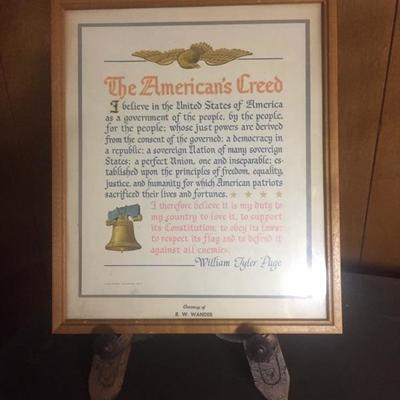 The American's Creed
I believe in the United States of America
as a government of the people, by the people,
for the people; whose just powers are derived
from the consent of the governed; a democracy in
a republic; a sovereign Nation of many sovereign
States; a perfect Union, one and inseparable; es-
tablished upon the principles of freedom, equality,
justice, and humanity for which American patriots
sacrificed their lives and fortunes.
I therefore believe it is my duty to
my country to love it, to support
its Constitution; to obey its laws;
to respect its flag and to defend it
against all enemies.
William Tyler Page
Courtesy of
R. W. WANDER